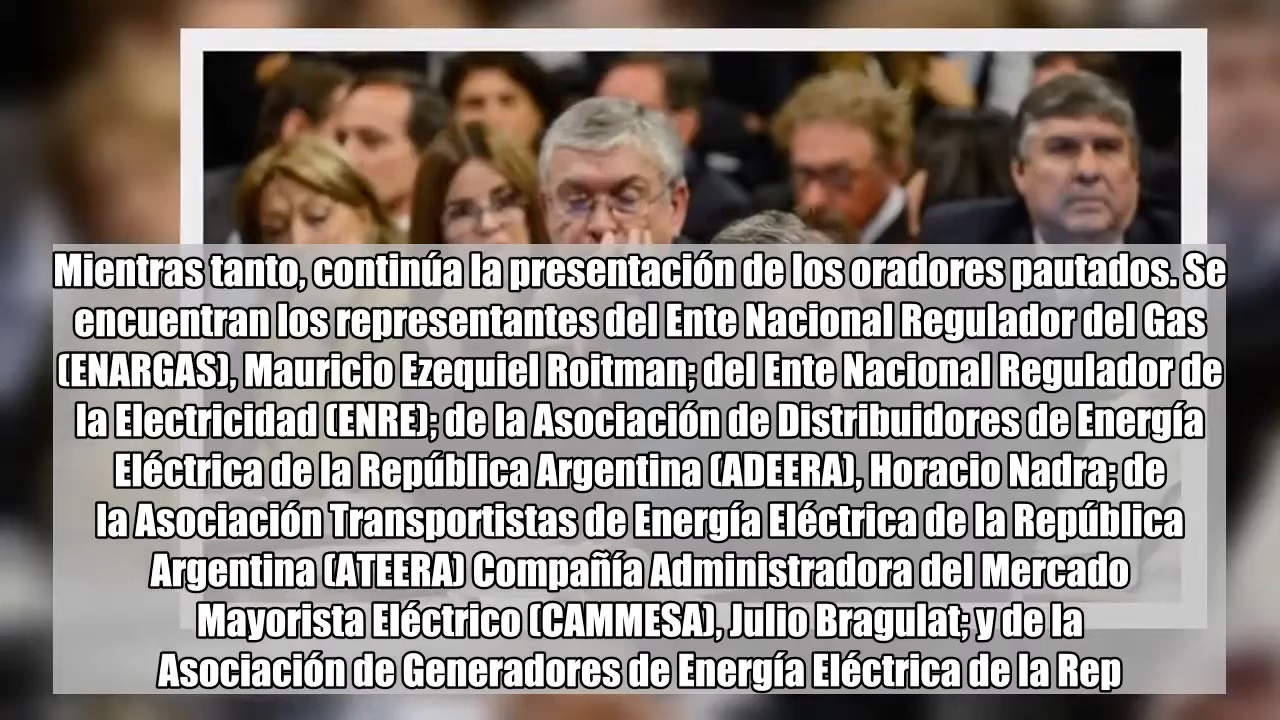 Mientras tanto, continúa la presentación de los oradores pautados. Se
encuentran los representantes del Ente Nacional Regulador del Gas
(ENARGAS), Mauricio Ezequiel Roitman; del Ente Nacional Regulador de
la Electricidad (ENRE); de la Asociación de Distribuidores de Energía
Eléctrica de la República Argentina (ADEERA), Horacio Nadra; de
la Asociación Transportistas de Energía Eléctrica de la República
Argentina (ATEERA) Compañía Administradora del Mercado
Mayorista Eléctrico (CAMMESA), Julio Bragulat; y de la
Asociación de Generadores de Energía Eléctrica de la Rep